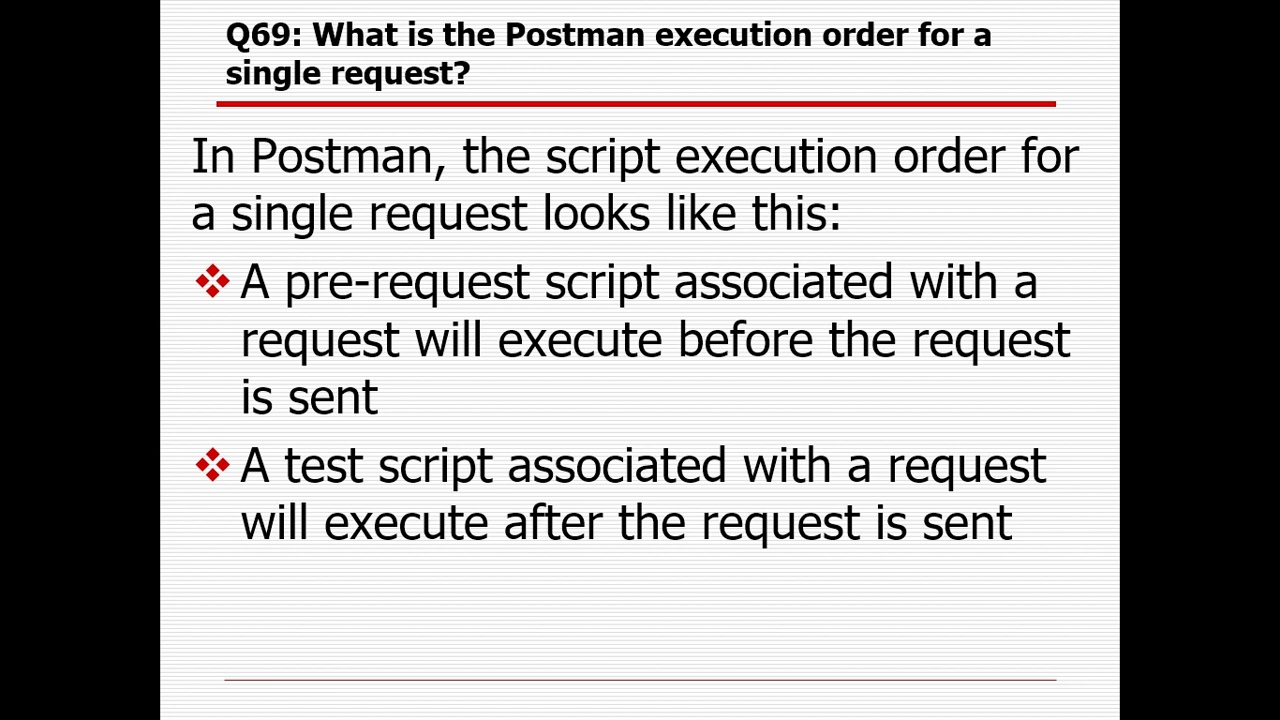 Q69: What is the Postman execution order for a
single request?
In Postman, the script execution order for
a single request looks like this:
A pre-request script associated with a
request will execute before the request
is sent
A test script associated with a request
will execute after the request is sent